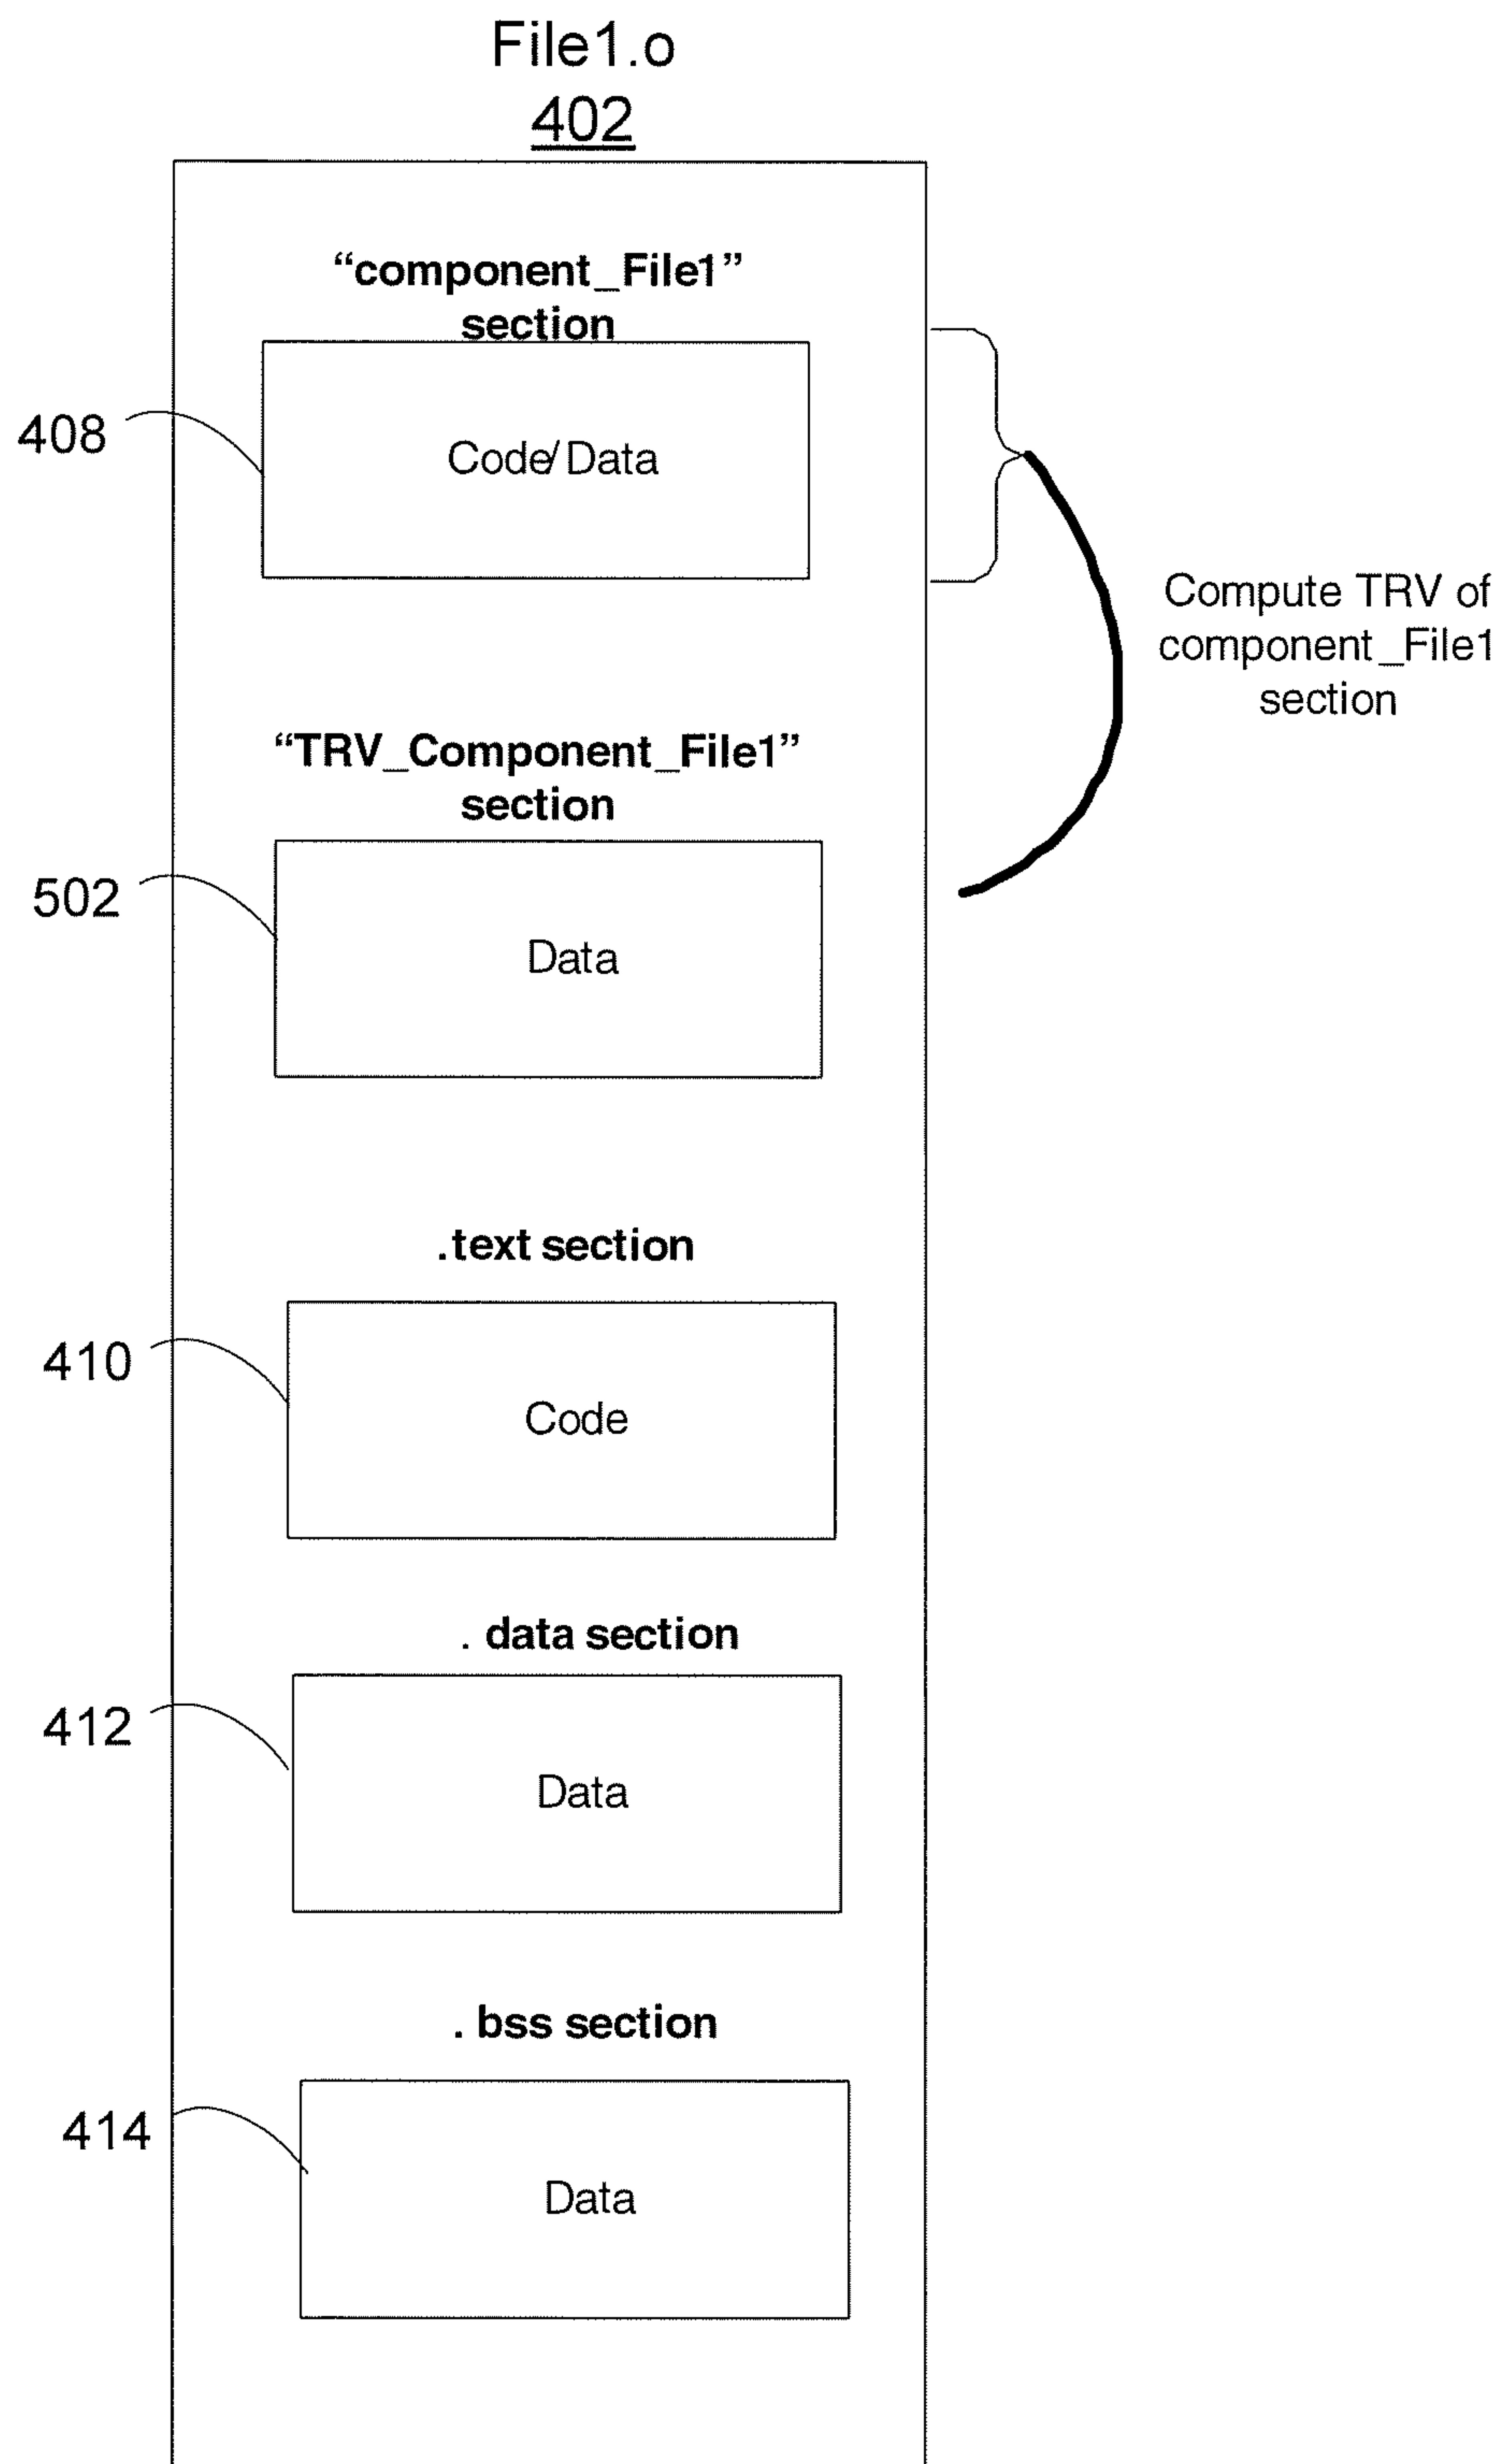 File1.o
402
“component_File1”
section
408
Code/Data
Compute TRV of
component_File1
section
“TRV_Component_File1”
section
502
Data
.text section
410
Code
. data section
412
Data
. bss section
414
Data